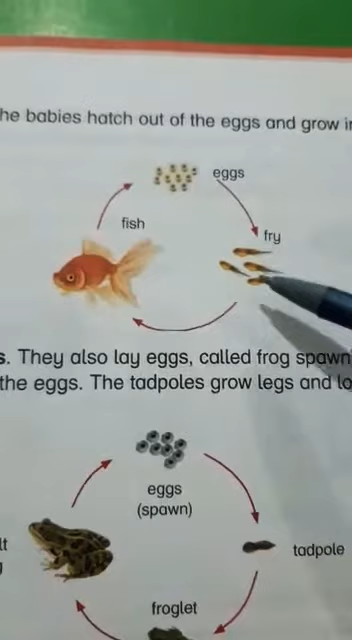 he babies hatch out of the eggs and grow i
eggs
fish
fry
s. They also lay eggs, called frog spawn
the eggs. The tadpoles grow legs and lo
eggs
(spawn)
lt
g
tadpole
froglet